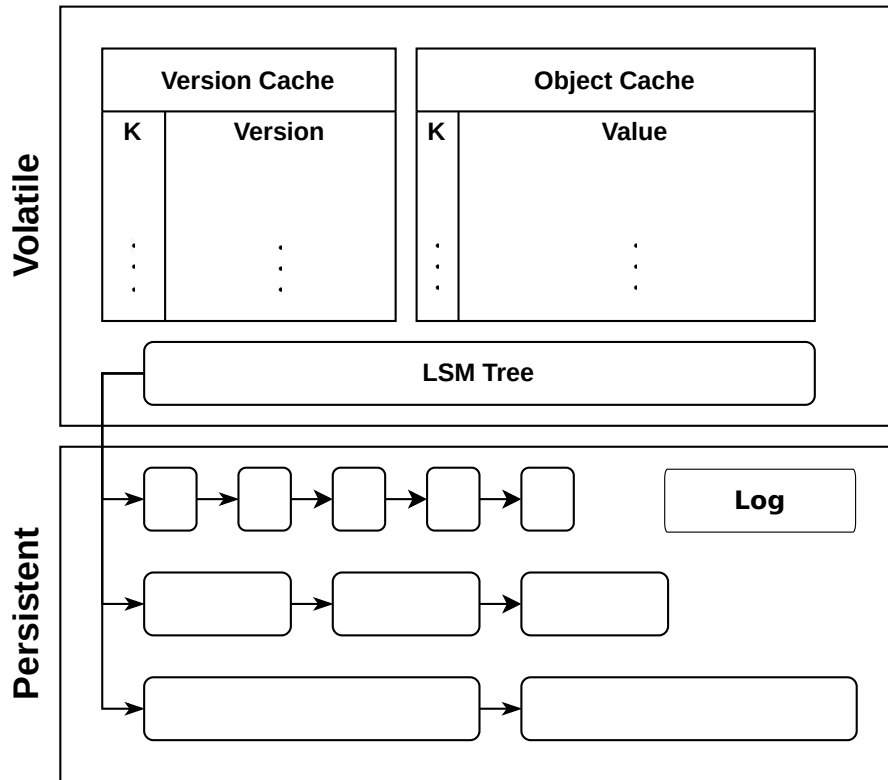 Volatile
Version Cache
K
Version
Object Cache
K
Value
LSM Tree
Persistent
Log